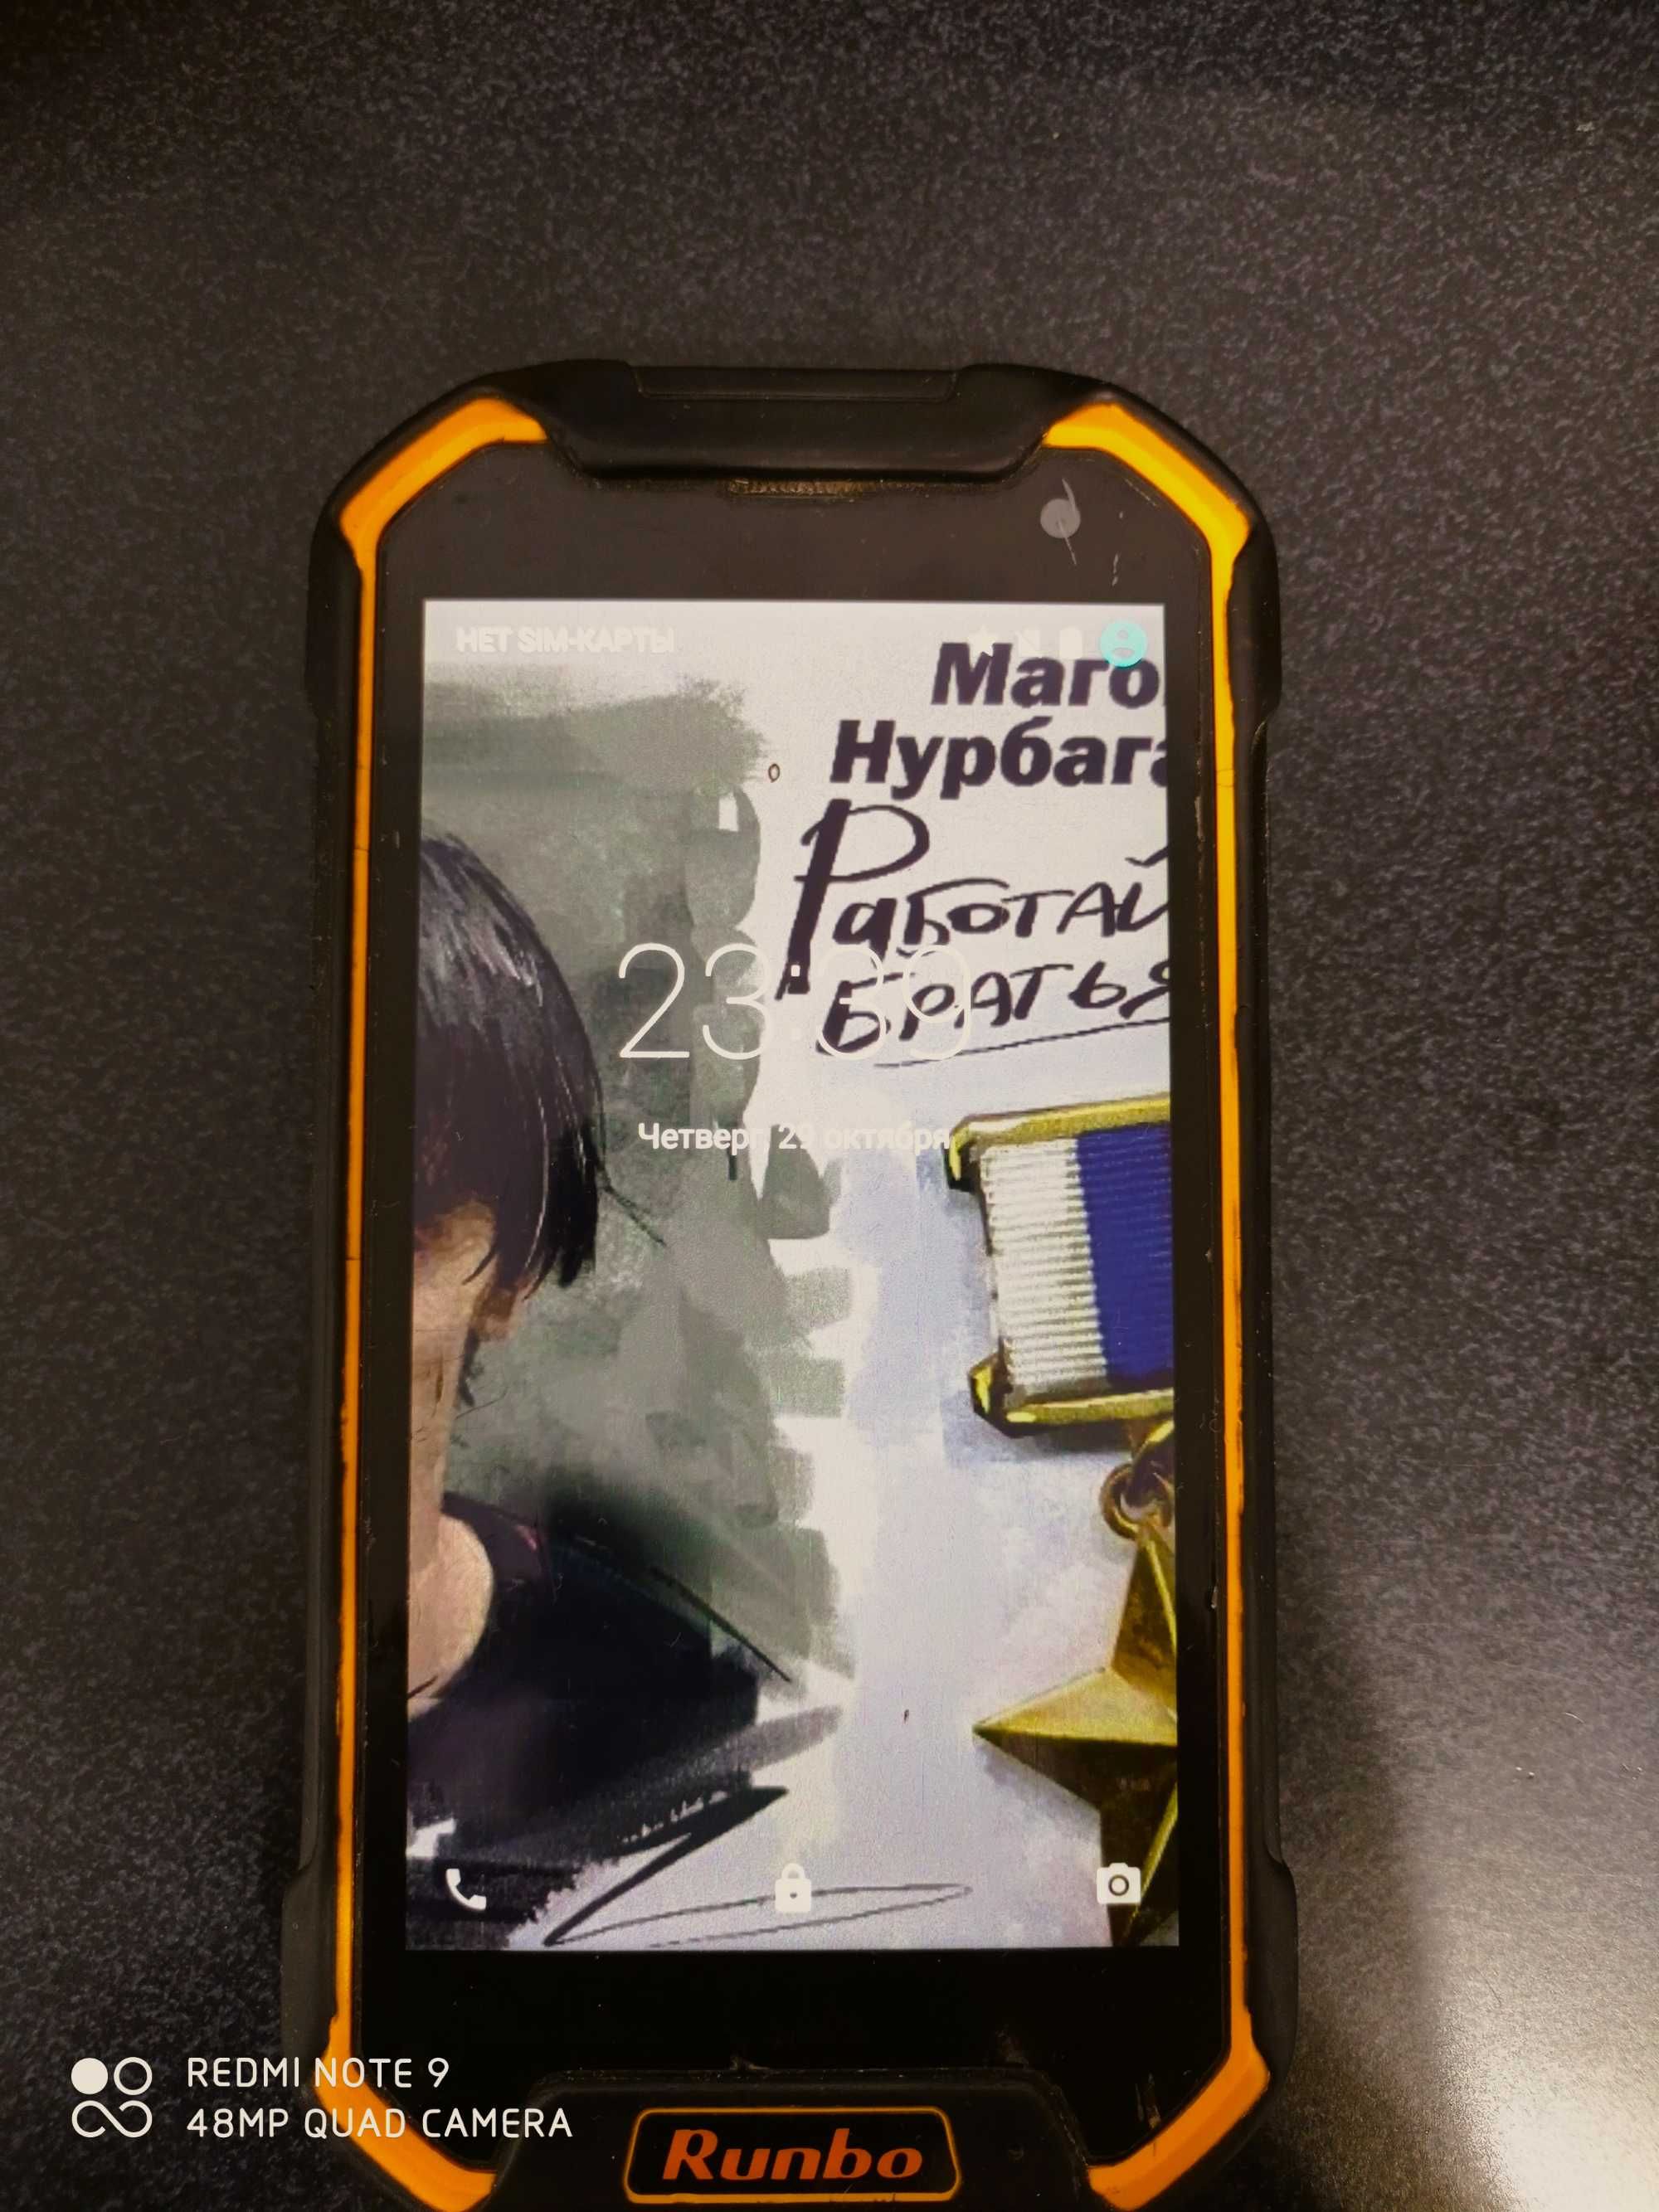 НЕТ SIM-КАРТЫ
Маго
Нурбага
Работай
БРАТЬЯ
23:39
Четверг, 29 октября
REDMI NOTE 9
48MP QUAD CAMERA
Runbo